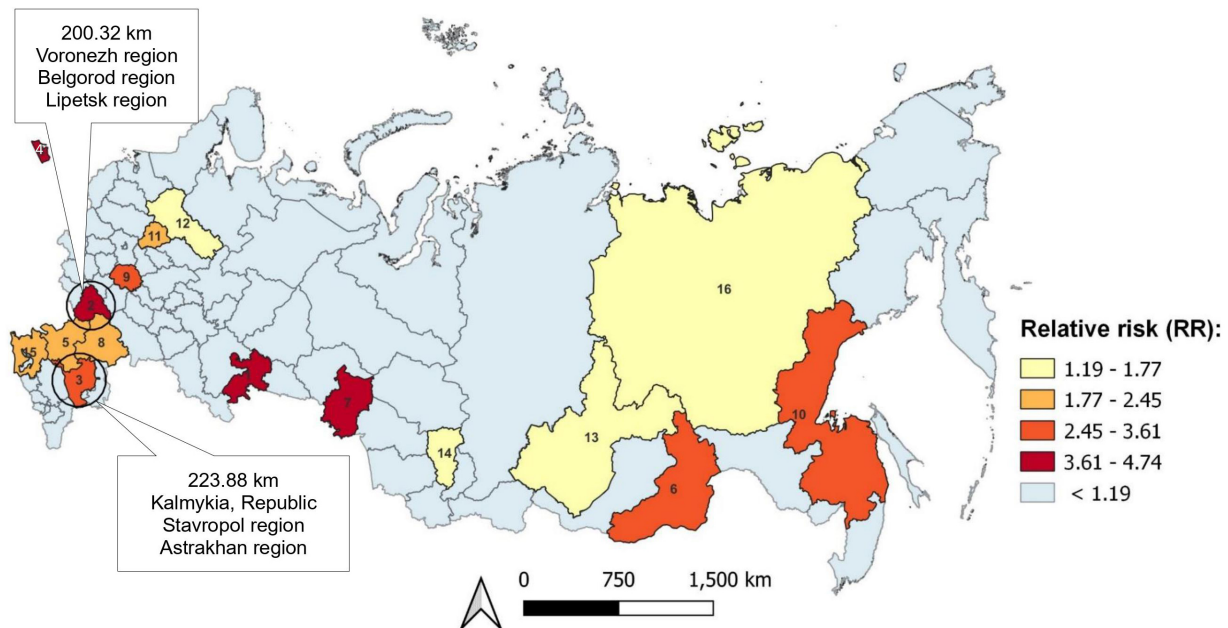 200.32 km
Voronezh region
Belgorod region
Lipetsk region
4
12
11
9
2
16
5
8
15
3
7
10
13
14
6
223.88 km
Kalmykia, Republic
Stavropol region
Astrakhan region
Relative risk (RR):
1.19 - 1.77
1.77 - 2.45
2.45 - 3.61
3.61 - 4.74
< 1.19
0 750 1,500 km